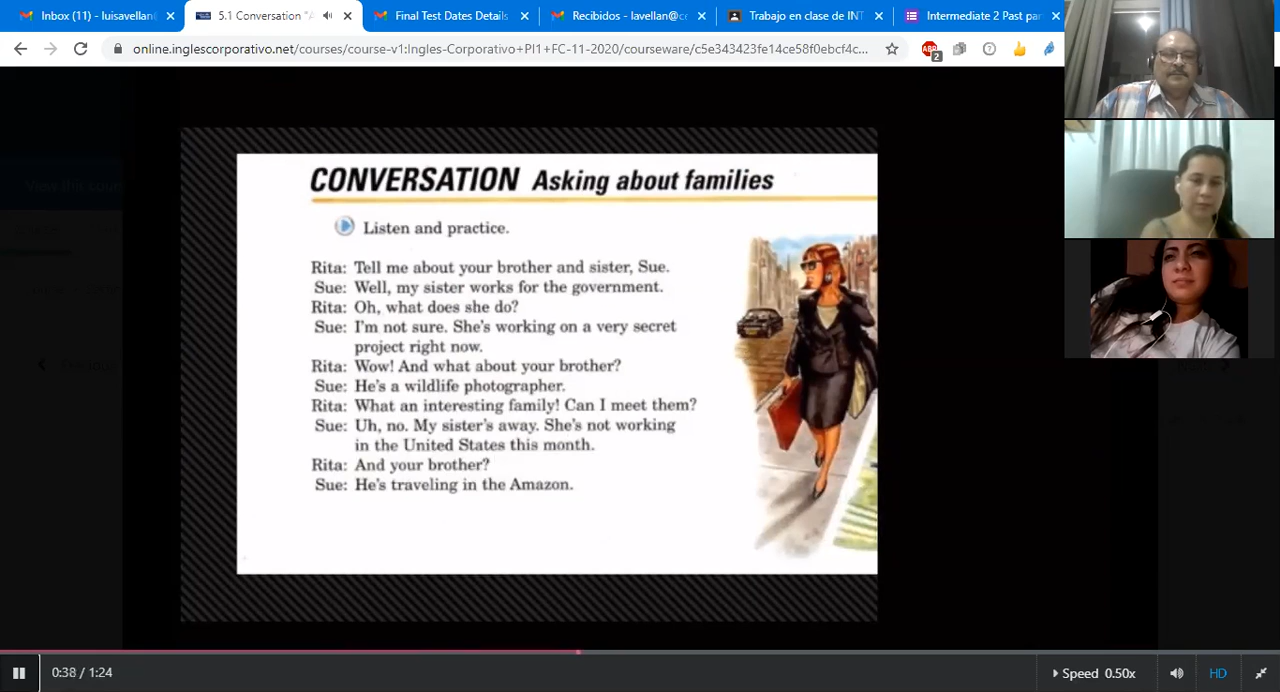 Inbox (11) - luisavellan
5.1 Conversation "A
Final Test Dates Details
Recibidos - lavellan@ce
Trabajo en clase de INT
Intermediate 2 Past par
online.inglescorporativo.net/courses/course-v1:Ingles-Corporativo+PI1+FC-11-2020/courseware/c5e343423fe14ce58f0ebcf4c...
ABP
2
CONVERSATION Asking about families
Listen and practice.
Rita: Tell me about your brother and sister, Sue.
Sue: Well, my sister works for the government.
Rita: Oh, what does she do?
Sue: I'm not sure. She's working on a very secret
project right now.
Rita: Wow! And what about your brother?
Sue: He's a wildlife photographer.
Rita: What an interesting family! Can I meet them?
Sue: Uh, no. My sister's away. She's not working
in the United States this month.
Rita: And your brother?
Sue: He's traveling in the Amazon.
0:38 / 1:24
Speed 0.50x
HD